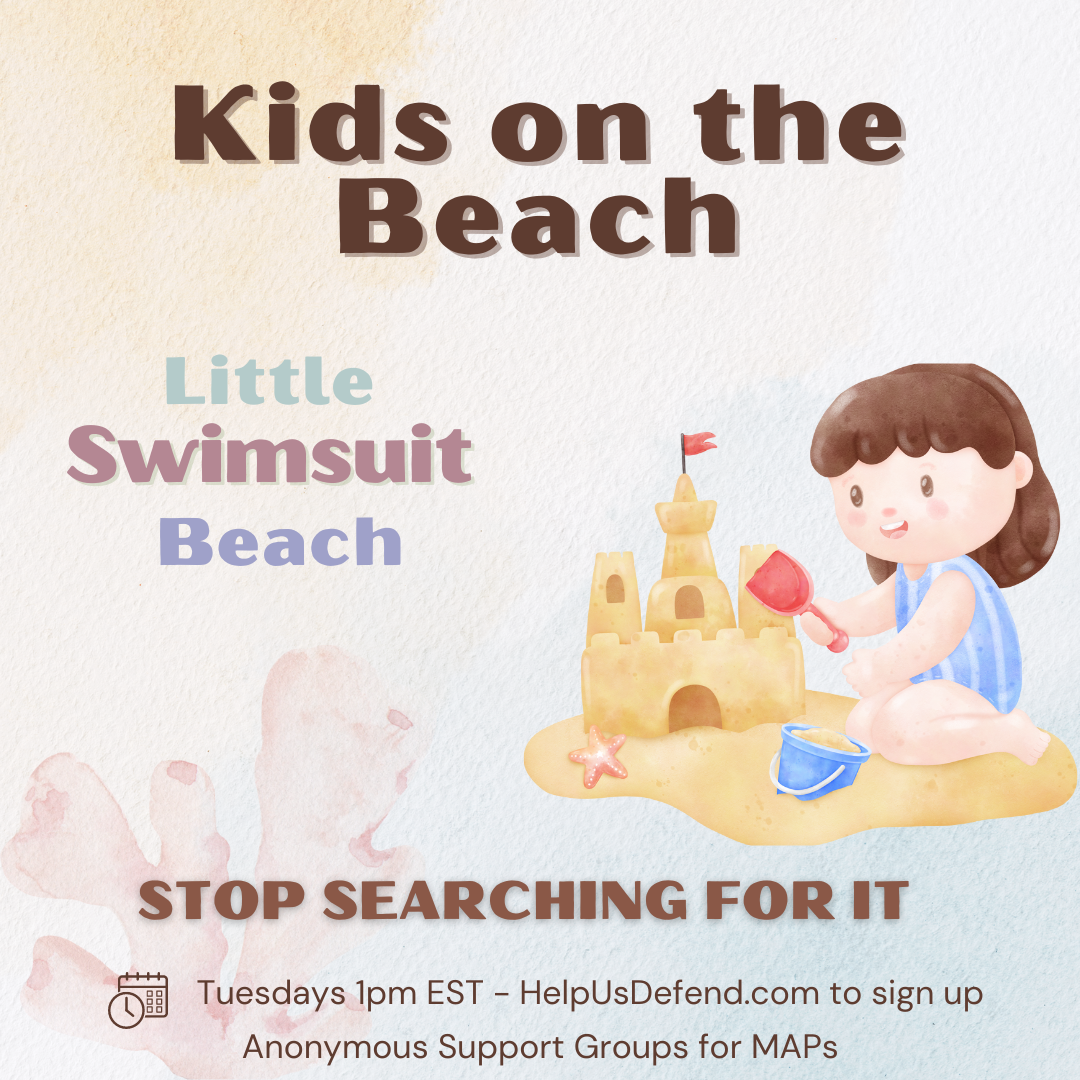 Kids on the
Beach
Little
Swimsuit
Beach
STOP SEARCHING FOR IT
Tuesdays 1pm EST - HelpUsDefend.com to sign up
Anonymous Support Groups for MAPs